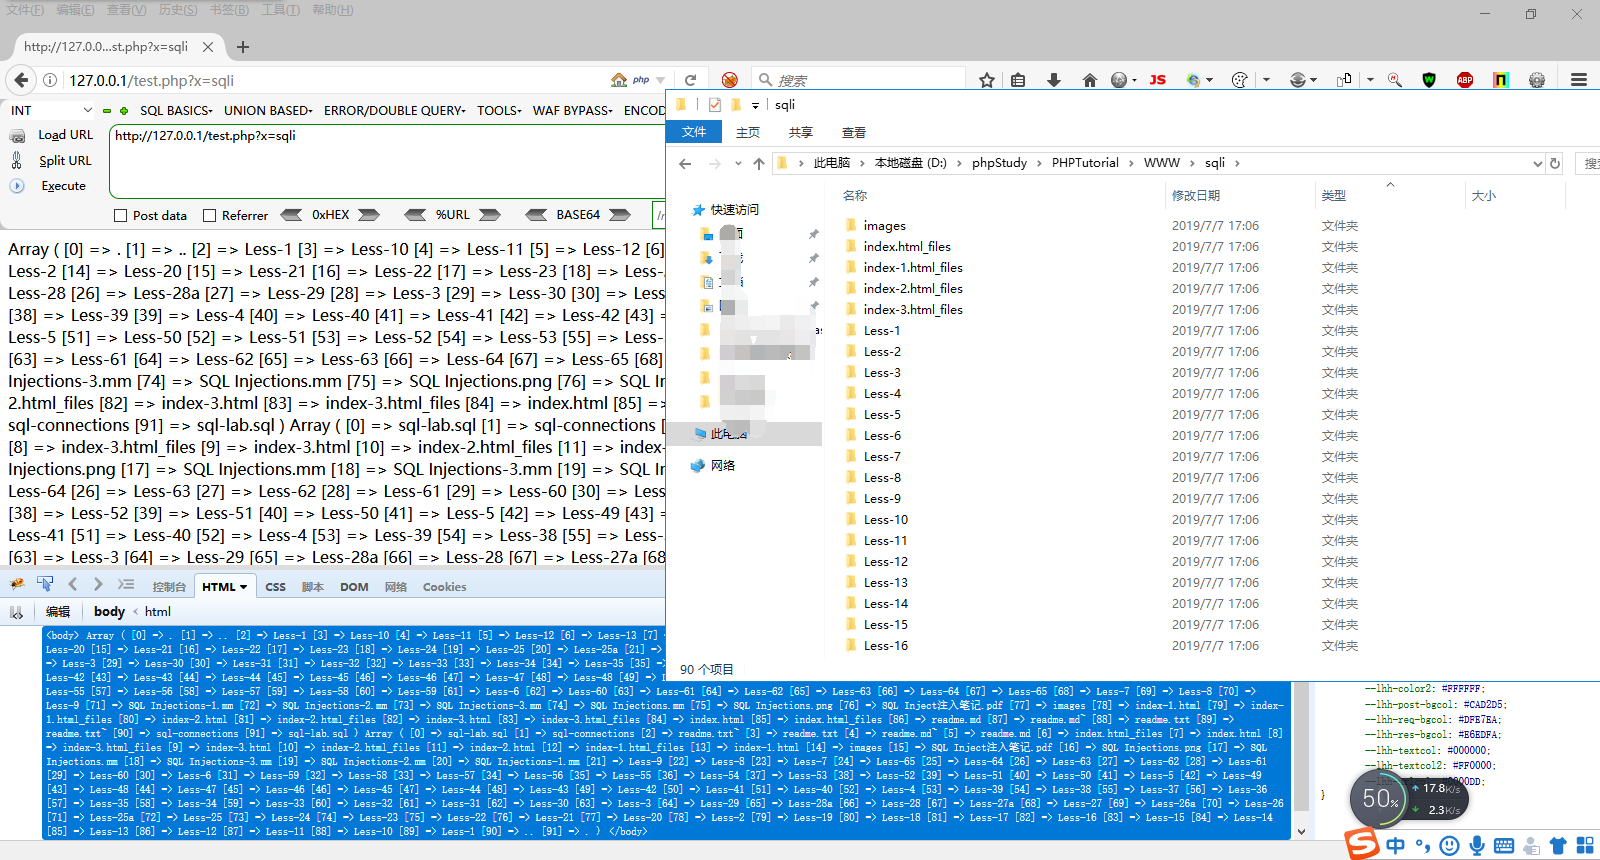 文件(F) 编辑(E) 查看(V) 历史(S) 书签(B) 工具(T) 帮助(H)
http://127.0.0...st.php?x=sqli
127.0.0.1/test.php?x=sqli
php
搜索
JS
ABP
INT
SQL BASICS
UNION BASED
ERROR/DOUBLE QUERY
TOOLS
WAF BYPASS
ENCOD
Load URL
Split URL
Execute
http://127.0.0.1/test.php?x=sqli
Post data
Referrer
0xHEX
%URL
BASE64
Array ( [0] => . [1] => .. [2] => Less-1 [3] => Less-10 [4] => Less-11 [5] => Less-12 [6]
Less-2 [14] => Less-20 [15] => Less-21 [16] => Less-22 [17] => Less-23 [18] => Less-
Less-28 [26] => Less-28a [27] => Less-29 [28] => Less-3 [29] => Less-30 [30] => Less-
[38] => Less-39 [39] => Less-4 [40] => Less-40 [41] => Less-41 [42] => Less-42 [43] =
Less-5 [51] => Less-50 [52] => Less-51 [53] => Less-52 [54] => Less-53 [55] => Less-
[63] => Less-61 [64] => Less-62 [65] => Less-63 [66] => Less-64 [67] => Less-65 [68]
Injections-3.mm [74] => SQL Injections.mm [75] => SQL Injections.png [76] => SQL In
2.html_files [82] => index-3.html [83] => index-3.html_files [84] => index.html [85] =>
sql-connections [91] => sql-lab.sql ) Array ( [0] => sql-lab.sql [1] => sql-connections [
[8] => index-3.html_files [9] => index-3.html [10] => index-2.html_files [11] => index-
Injections.png [17] => SQL Injections.mm [18] => SQL Injections-3.mm [19] => SQL In
Less-64 [26] => Less-63 [27] => Less-62 [28] => Less-61 [29] => Less-60 [30] => Less-
[38] => Less-52 [39] => Less-51 [40] => Less-50 [41] => Less-5 [42] => Less-49 [43] =
Less-41 [51] => Less-40 [52] => Less-4 [53] => Less-39 [54] => Less-38 [55] => Less-
[63] => Less-3 [64] => Less-29 [65] => Less-28a [66] => Less-28 [67] => Less-27a [68
控制台 HTML CSS 脚本 DOM 网络 Cookies
编辑 body < html
<body> Array ( [0] => . [1] => .. [2] => Less-1 [3] => Less-10 [4] => Less-11 [5] => Less-12 [6] => Less-13 [7]
Less-20 [15] => Less-21 [16] => Less-22 [17] => Less-23 [18] => Less-24 [19] => Less-25 [20] => Less-25a [21] =>
=> Less-3 [29] => Less-30 [30] => Less-31 [31] => Less-32 [32] => Less-33 [33] => Less-34 [34] => Less-35 [35] =>
Less-42 [43] => Less-43 [44] => Less-44 [45] => Less-45 [46] => Less-46 [47] => Less-47 [48] => Less-48 [49] =>
Less-55 [57] => Less-56 [58] => Less-57 [59] => Less-58 [60] => Less-59 [61] => Less-6 [62] => Less-60 [63] => Less-61 [64] => Less-62 [65] => Less-63 [66] => Less-64 [67] => Less-65 [68] => Less-7 [69] => Less-8 [70] =>
Less-9 [71] => SQL Injections-1.mm [72] => SQL Injections-2.mm [73] => SQL Injections-3.mm [74] => SQL Injections.mm [75] => SQL Injections.png [76] => SQL Inject注入笔记.pdf [77] => images [78] => index-1.html [79] => index-
1.html_files [80] => index-2.html [81] => index-2.html_files [82] => index-3.html [83] => index-3.html_files [84] => index.html [85] => index.html_files [86] => readme.md [87] => readme.md~ [88] => readme.txt [89] =>
readme.txt~ [90] => sql-connections [91] => sql-lab.sql ) Array ( [0] => sql-lab.sql [1] => sql-connections [2] => readme.txt~ [3] => readme.txt [4] => readme.md~ [5] => readme.md [6] => index.html_files [7] => index.html [8]
=> index-3.html_files [9] => index-3.html [10] => index-2.html_files [11] => index-2.html [12] => index-1.html_files [13] => index-1.html [14] => images [15] => SQL Inject注入笔记.pdf [16] => SQL Injections.png [17] => SQL
Injections.mm [18] => SQL Injections-3.mm [19] => SQL Injections-2.mm [20] => SQL Injections-1.mm [21] => Less-9 [22] => Less-8 [23] => Less-7 [24] => Less-65 [25] => Less-64 [26] => Less-63 [27] => Less-62 [28] => Less-61
[29] => Less-60 [30] => Less-6 [31] => Less-59 [32] => Less-58 [33] => Less-57 [34] => Less-56 [35] => Less-55 [36] => Less-54 [37] => Less-53 [38] => Less-52 [39] => Less-51 [40] => Less-50 [41] => Less-5 [42] => Less-49
[43] => Less-48 [44] => Less-47 [45] => Less-46 [46] => Less-45 [47] => Less-44 [48] => Less-43 [49] => Less-42 [50] => Less-41 [51] => Less-40 [52] => Less-4 [53] => Less-39 [54] => Less-38 [55] => Less-37 [56] => Less-36
[57] => Less-35 [58] => Less-34 [59] => Less-33 [60] => Less-32 [61] => Less-31 [62] => Less-30 [63] => Less-3 [64] => Less-29 [65] => Less-28a [66] => Less-28 [67] => Less-27a [68] => Less-27 [69] => Less-26a [70] => Less-26
[71] => Less-25a [72] => Less-25 [73] => Less-24 [74] => Less-23 [75] => Less-22 [76] => Less-21 [77] => Less-20 [78] => Less-2 [79] => Less-19 [80] => Less-18 [81] => Less-17 [82] => Less-16 [83] => Less-15 [84] => Less-14
[85] => Less-13 [86] => Less-12 [87] => Less-11 [88] => Less-10 [89] => Less-1 [90] => .. [91] => . ) </body>
sqli
文件 主页 共享 查看
此电脑 > 本地磁盘 (D:) > phpStudy > PHPTutorial > WWW > sqli >
名称 修改日期 类型 大小
快速访问
此电脑
网络
images 2019/7/7 17:06 文件夹
index.html_files 2019/7/7 17:06 文件夹
index-1.html_files 2019/7/7 17:06 文件夹
index-2.html_files 2019/7/7 17:06 文件夹
index-3.html_files 2019/7/7 17:06 文件夹
Less-1 2019/7/7 17:06 文件夹
Less-2 2019/7/7 17:06 文件夹
Less-3 2019/7/7 17:06 文件夹
Less-4 2019/7/7 17:06 文件夹
Less-5 2019/7/7 17:06 文件夹
Less-6 2019/7/7 17:06 文件夹
Less-7 2019/7/7 17:06 文件夹
Less-8 2019/7/7 17:06 文件夹
Less-9 2019/7/7 17:06 文件夹
Less-10 2019/7/7 17:06 文件夹
Less-11 2019/7/7 17:06 文件夹
Less-12 2019/7/7 17:06 文件夹
Less-13 2019/7/7 17:06 文件夹
Less-14 2019/7/7 17:06 文件夹
Less-15 2019/7/7 17:06 文件夹
Less-16 2019/7/7 17:06 文件夹
90 个项目
--lhh-color2: #FFFFFF;
--lhh-post-bgcol: #CAD2D5;
--lhh-req-bgcol: #DFE7EA;
--lhh-res-bgcol: #E6EDFA;
--lhh-textcol: #000000;
--lhh-textcol2: #FF0000;
}
50%
17.8K/s
2.3K/s
中